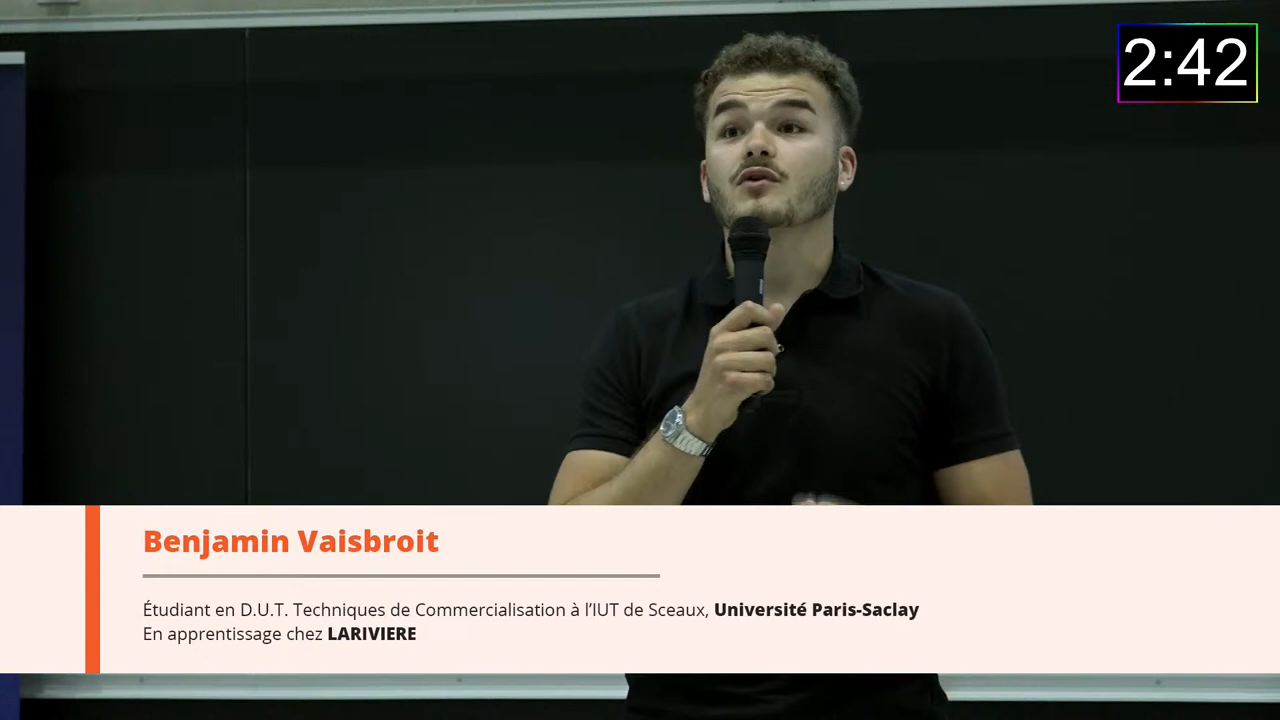 2:42
Benjamin Vaisbroit
Étudiant en D.U.T. Techniques de Commercialisation à l'IUT de Sceaux, Université Paris-Saclay
En apprentissage chez LARIVIERE